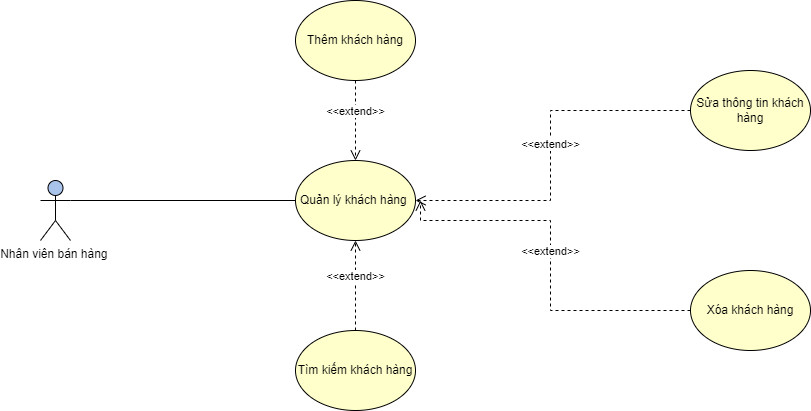 Thêm khách hàng
<<extend>>
Sửa thông tin khách
hàng
<<extend>>
Quản lý khách hàng
Nhân viên bán hàng
<<extend>>
<<extend>>
Xóa khách hàng
Tìm kiếm khách hàng